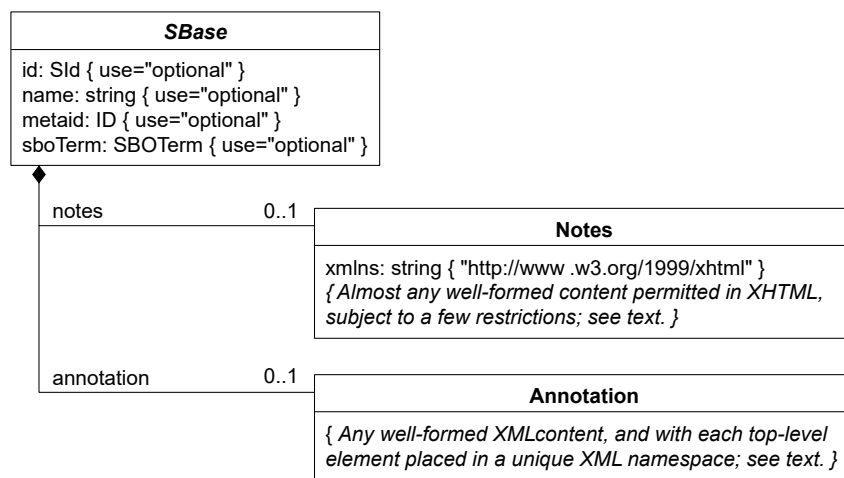 SBase
id: SId { use="optional" }
name: string { use="optional" }
metaid: ID { use="optional" }
sboTerm: SBOTerm { use="optional" }
notes 0..1
Notes
xmlns: string { "http://www .w3.org/1999/xhtml" }
{ Almost any well-formed content permitted in XHTML,
subject to a few restrictions; see text. }
annotation 0..1
Annotation
{ Any well-formed XMLcontent, and with each top-level
element placed in a unique XML namespace; see text. }